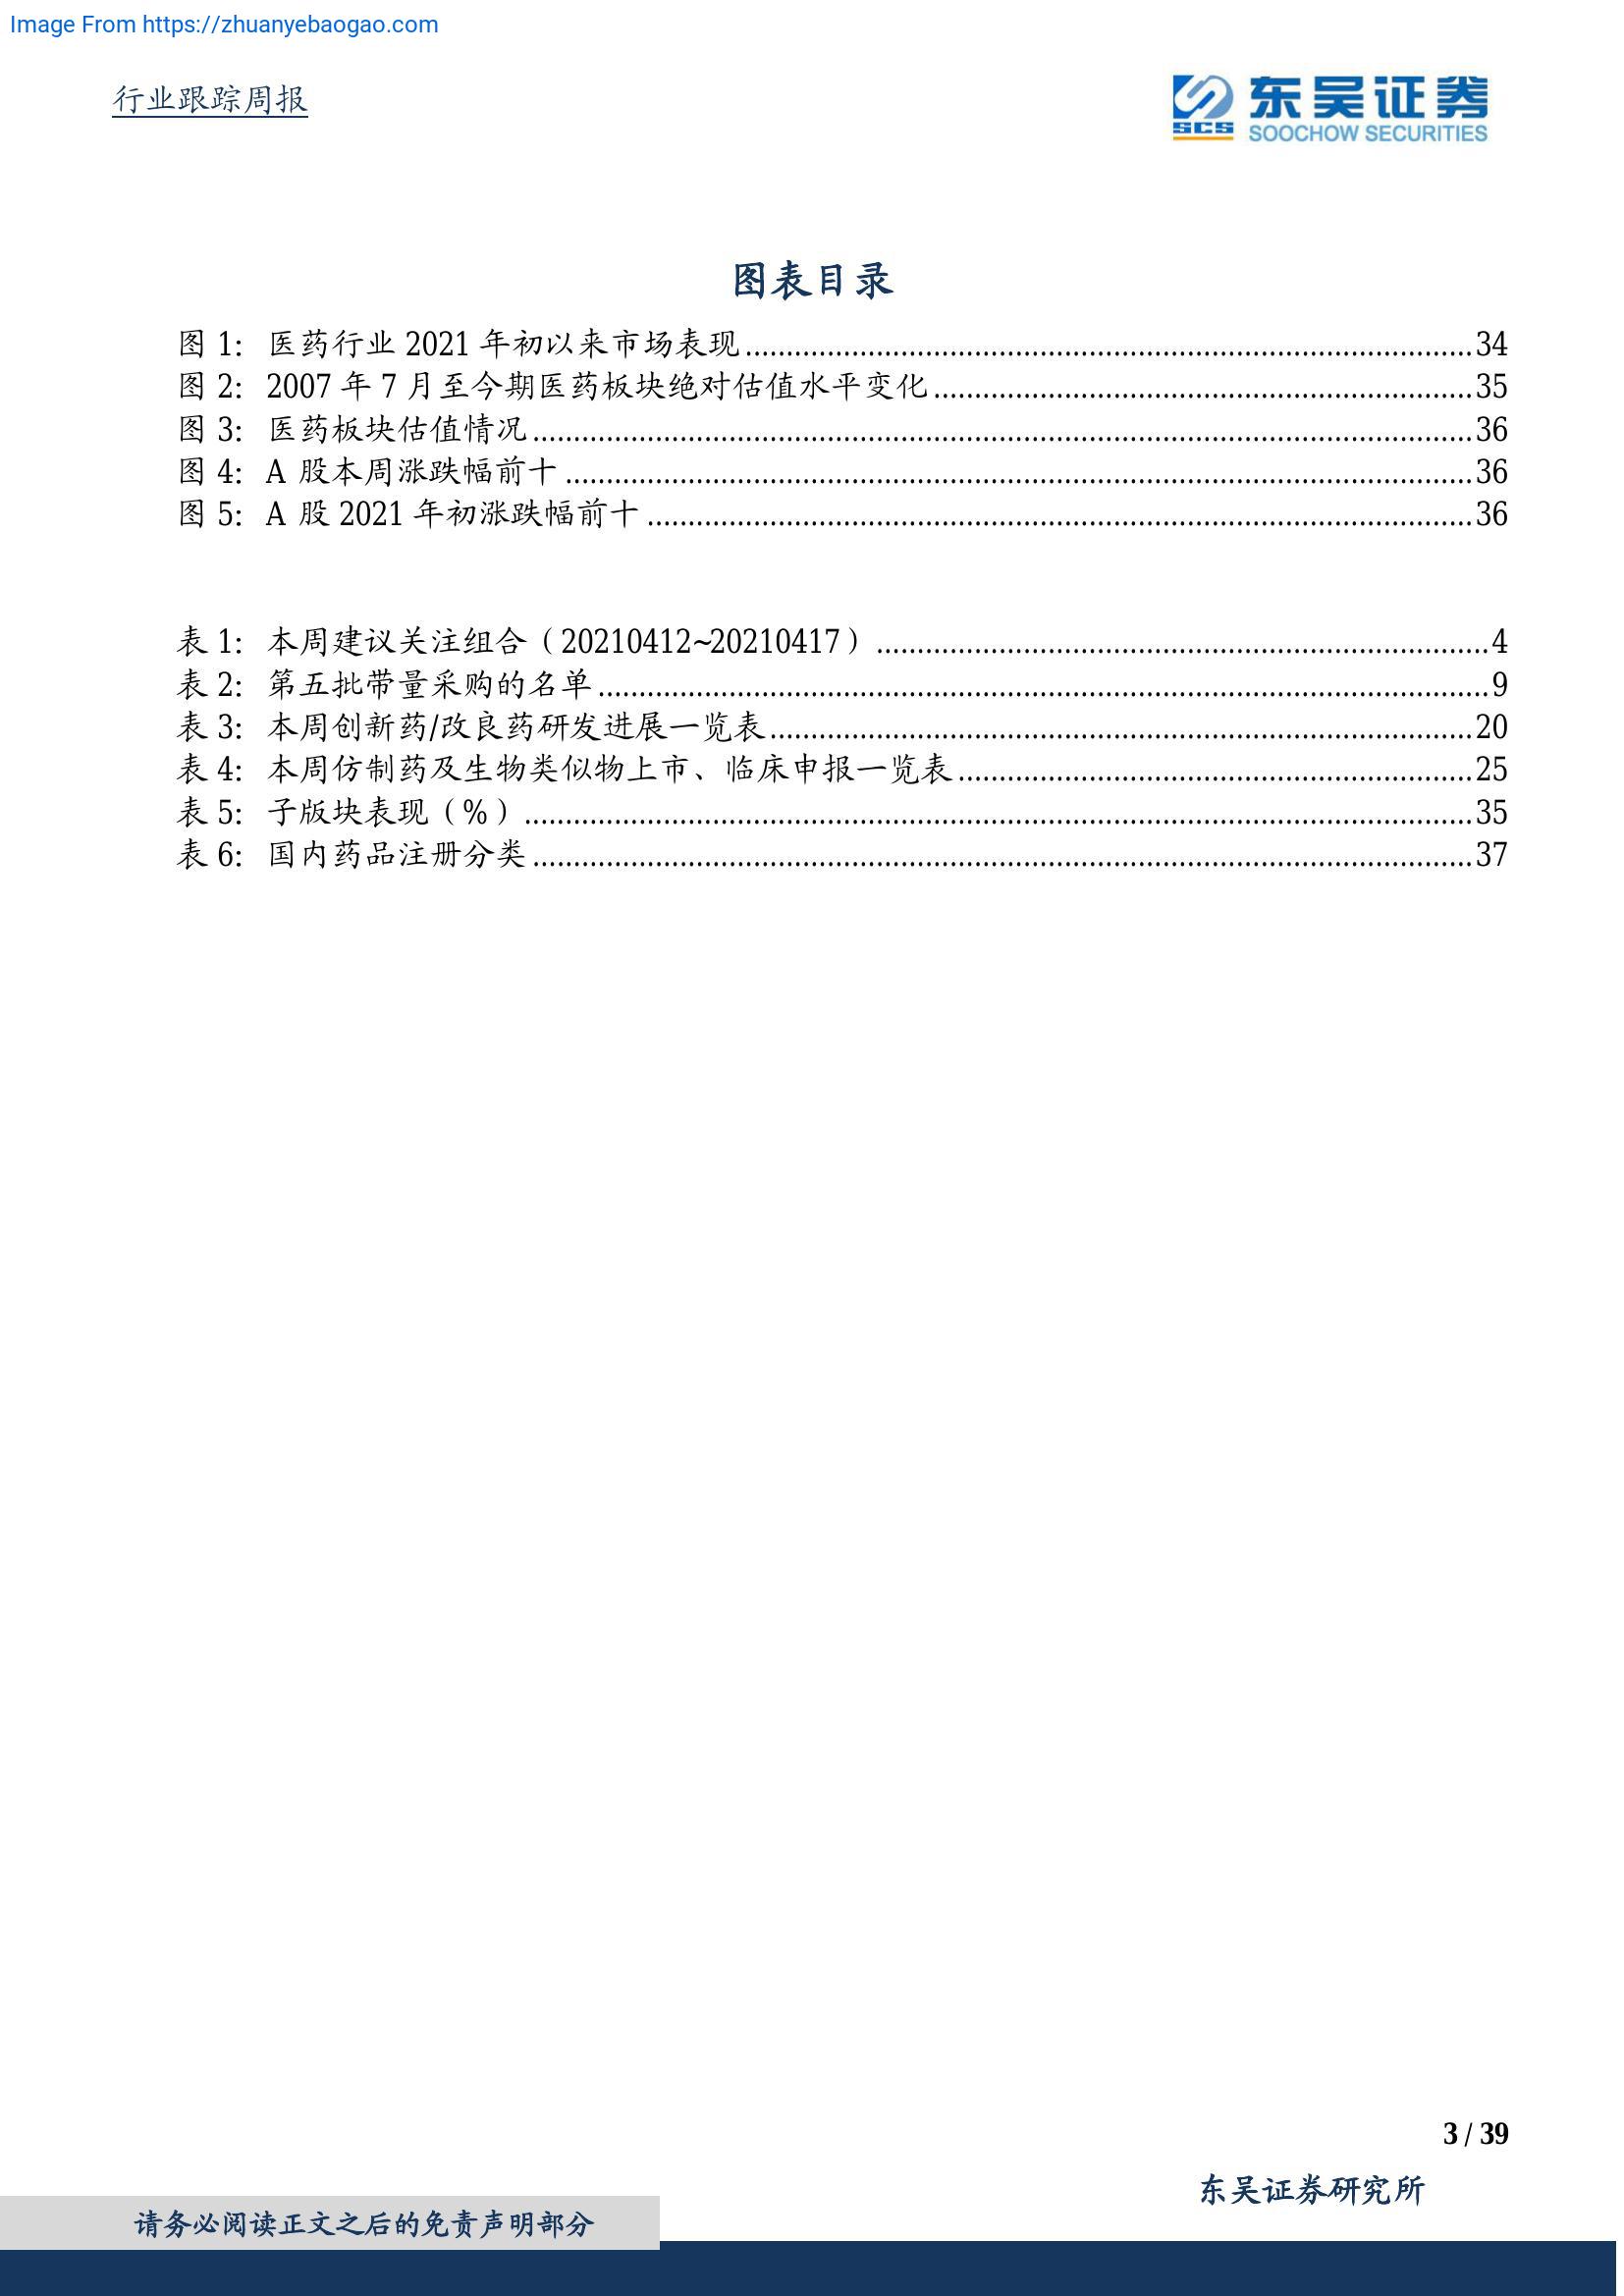 Image From https://zhuanyebaogao.com
行业跟踪周报
东吴证券
SCS
SOOCHOW SECURITIES
图表目录
图 1: 医药行业 2021 年初以来市场表现 34
图 2: 2007 年 7 月至今期医药板块绝对估值水平变化 35
图 3: 医药板块估值情况 36
图 4: A 股本周涨跌幅前十 36
图 5: A 股 2021 年初涨跌幅前十 36
表 1: 本周建议关注组合（20210412~20210417） 4
表 2: 第五批带量采购的名单 9
表 3: 本周创新药/改良药研发进展一览表 20
表 4: 本周仿制药及生物类似物上市、临床申报一览表 25
表 5: 子版块表现（%） 35
表 6: 国内药品注册分类 37
3 / 39
东吴证券研究所
请务必阅读正文之后的免责声明部分